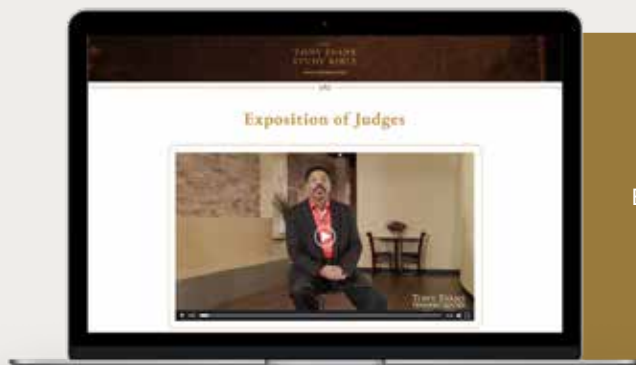 TONY EVANS
STUDY BIBLE
Exposition of Judges
TONY EVANS
E